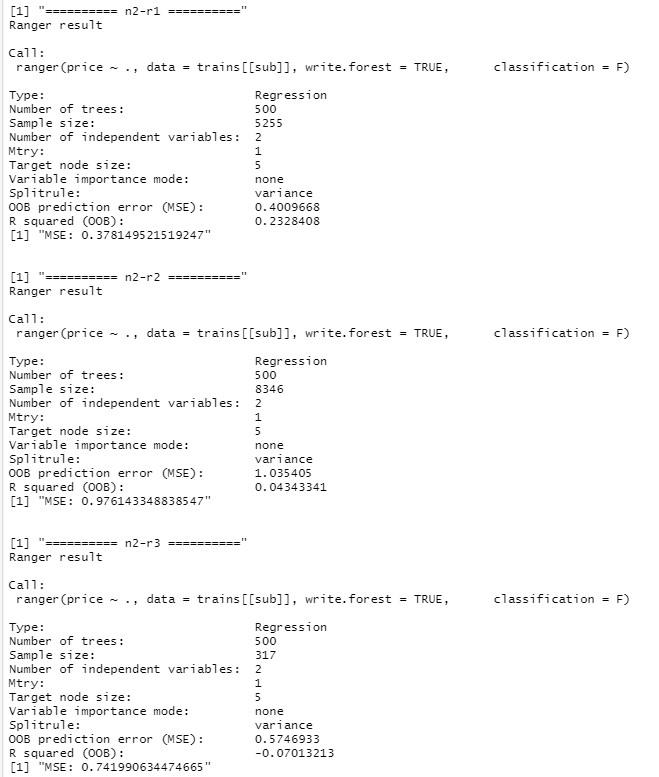 [1] "========== n2-r1 =========="
Ranger result
Call:
ranger(price ~ ., data = trains[[sub]], write.forest = TRUE,      classification = F)
Type:                             Regression
Number of trees:                  500
Sample size:                      5255
Number of independent variables:  2
Mtry:                             1
Target node size:                 5
Variable importance mode:         none
Splitrule:                        variance
OOB prediction error (MSE):       0.4009668
R squared (OOB):                  0.2328408
[1] "MSE: 0.378149521519247"
[1] "========== n2-r2 =========="
Ranger result
Call:
ranger(price ~ ., data = trains[[sub]], write.forest = TRUE,      classification = F)
Type:                             Regression
Number of trees:                  500
Sample size:                      8346
Number of independent variables:  2
Mtry:                             1
Target node size:                 5
Variable importance mode:         none
Splitrule:                        variance
OOB prediction error (MSE):       1.035405
R squared (OOB):                  0.04343341
[1] "MSE: 0.976143348838547"
[1] "========== n2-r3 =========="
Ranger result
Call:
ranger(price ~ ., data = trains[[sub]], write.forest = TRUE,      classification = F)
Type:                             Regression
Number of trees:                  500
Sample size:                      317
Number of independent variables:  2
Mtry:                             1
Target node size:                 5
Variable importance mode:         none
Splitrule:                        variance
OOB prediction error (MSE):       0.5746933
R squared (OOB):                  -0.07013213
[1] "MSE: 0.741990634474665"